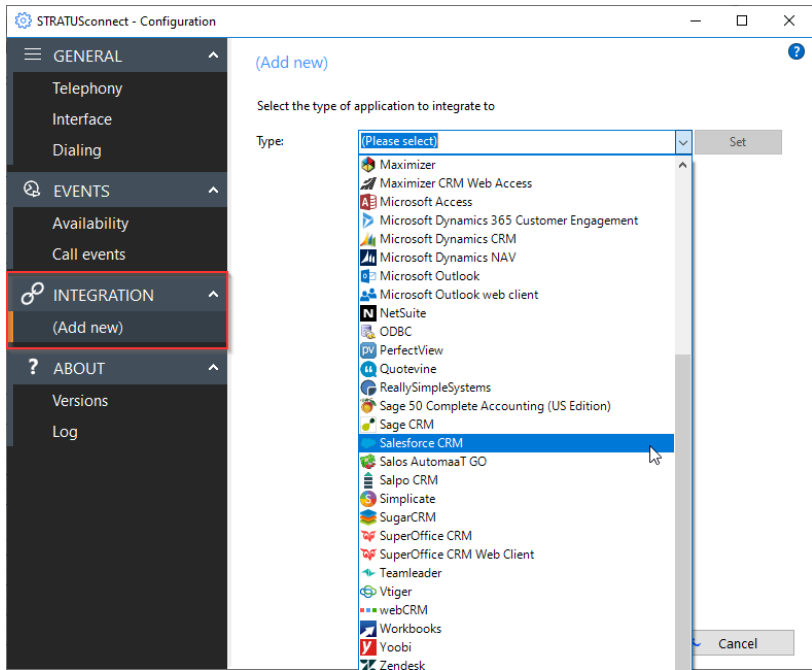 STRATUSconnect - Configuration
GENERAL
Telephony
Interface
Dialing
EVENTS
Availability
Call events
INTEGRATION
(Add new)
? ABOUT
Versions
Log
(Add new)
?
Select the type of application to integrate to
Type:
(Please select)
Set
Maximizer
Maximizer CRM Web Access
A Microsoft Access
Microsoft Dynamics 365 Customer Engagement
Microsoft Dynamics CRM
Microsoft Dynamics NAV
Microsoft Outlook
Microsoft Outlook web client
N NetSuite
ODBC
pv PerfectView
Quotevine
ReallySimpleSystems
Sage 50 Complete Accounting (US Edition)
Sage CRM
Salesforce CRM
Salos AutomaaT GO
Salpo CRM
S Simplicate
SugarCRM
SuperOffice CRM
SuperOffice CRM Web Client
Teamleader
Vtiger
webCRM
Workbooks
y Yoobi
Z Zendesk
Cancel